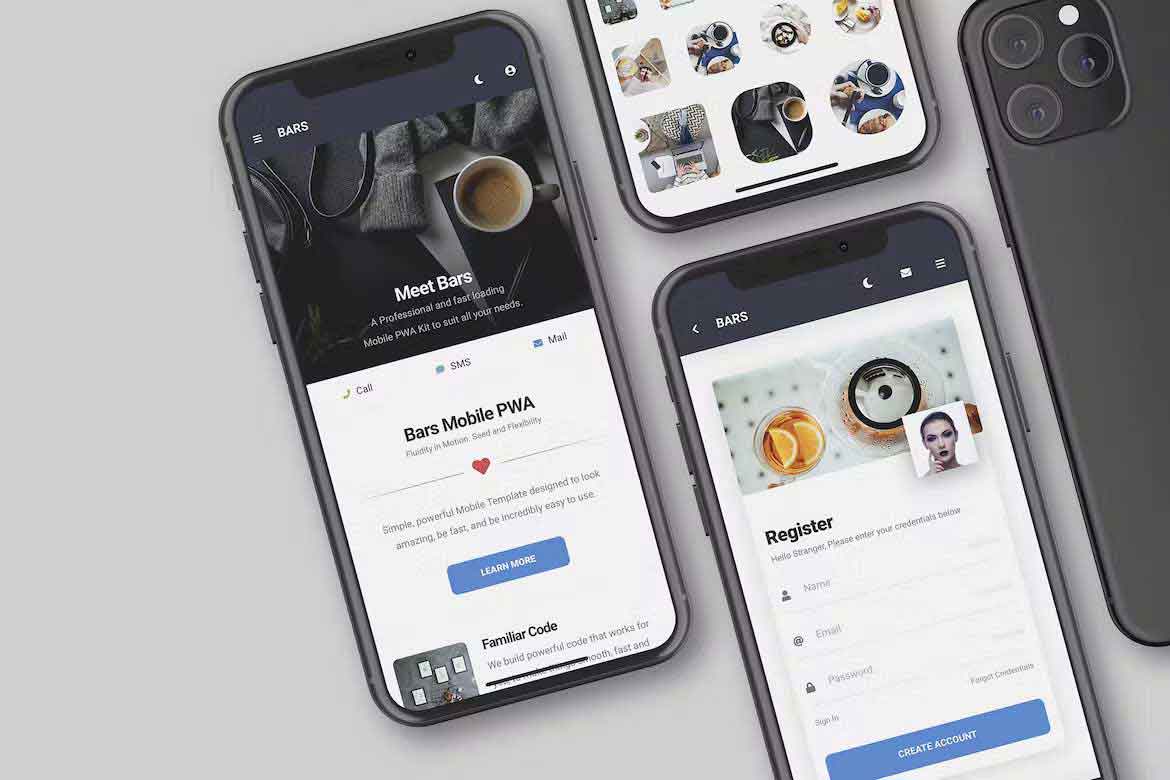 BARS
Meet Bars
A Professional and fast loading
Mobile PWA Kit to suit all your needs.
Call
SMS
Mail
Bars Mobile PWA
Fluidity in Motion. Seed and Flexibility
Simple, powerful Mobile Template designed to look
amazing, be fast, and be incredibly easy to use.
LEARN MORE
Familiar Code
We build powerful code that works for
smooth, fast and
BARS
Register
Hello Stranger, Please enter your credentials below
Name
@ Email
Password
Forgot Credentials
Sign In
CREATE ACCOUNT